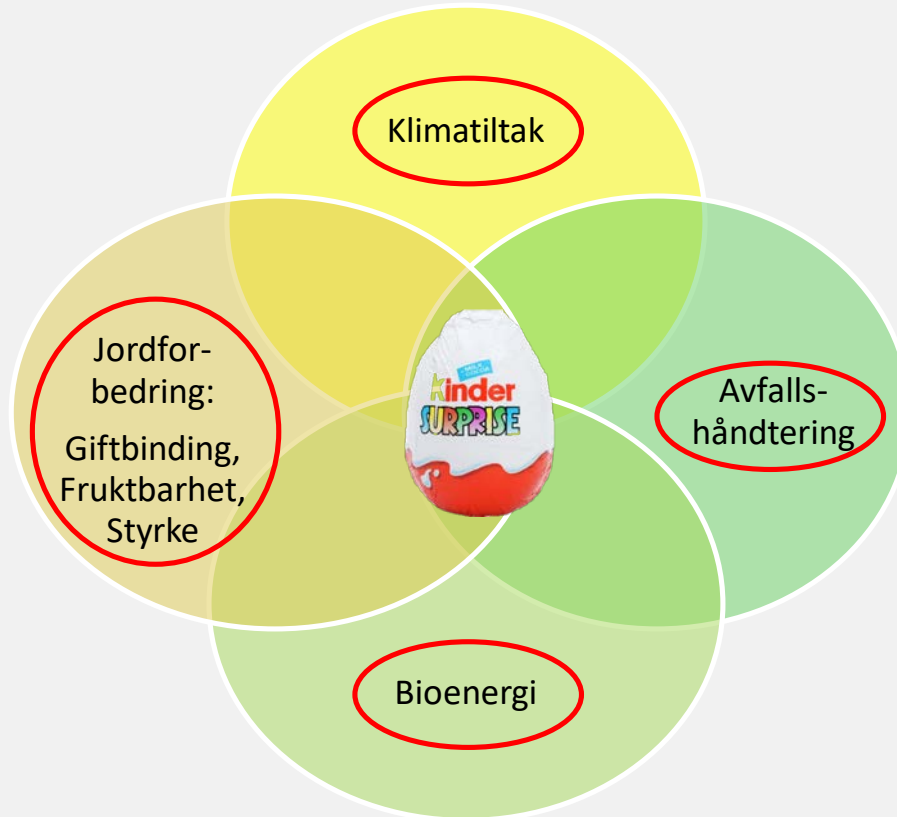 Klimatiltak
Jordfor-
bedring:
Giftbinding,
Fruktbarhet,
Styrke
kinder
SURPRISE
Avfalls-
håndtering
Bioenergi